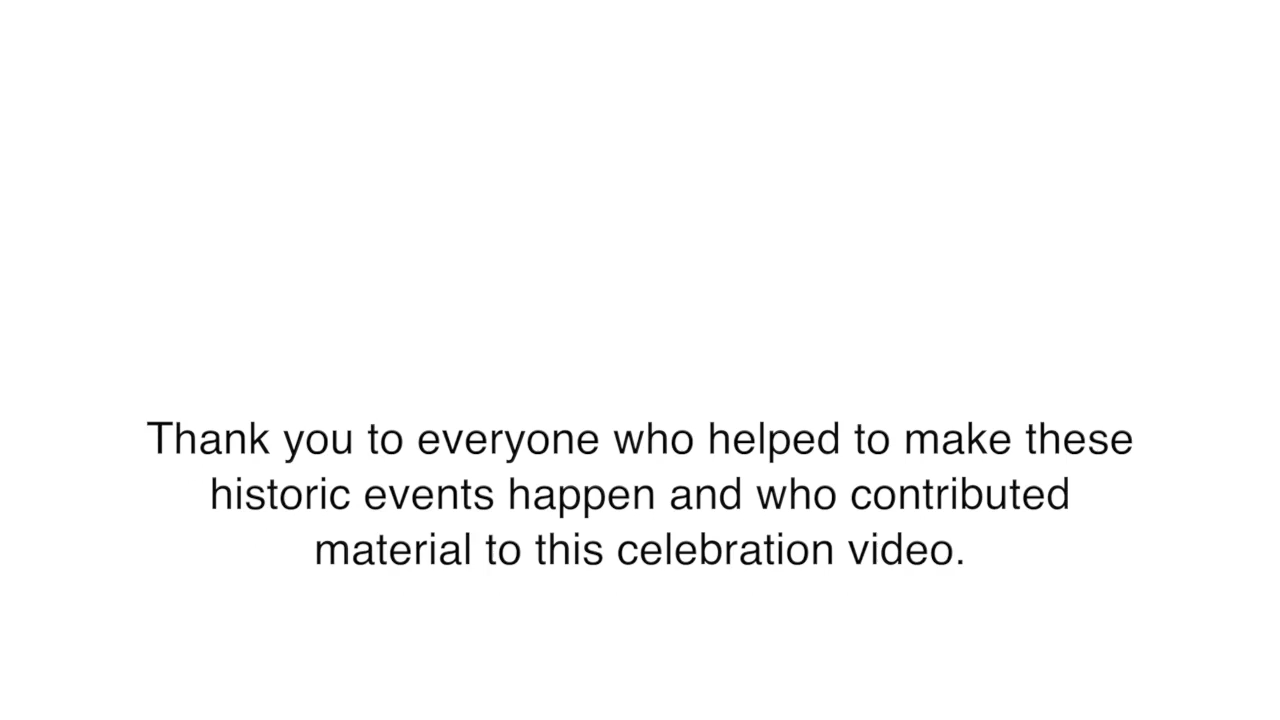 Thank you to everyone who helped to make these
historic events happen and who contributed
material to this celebration video.